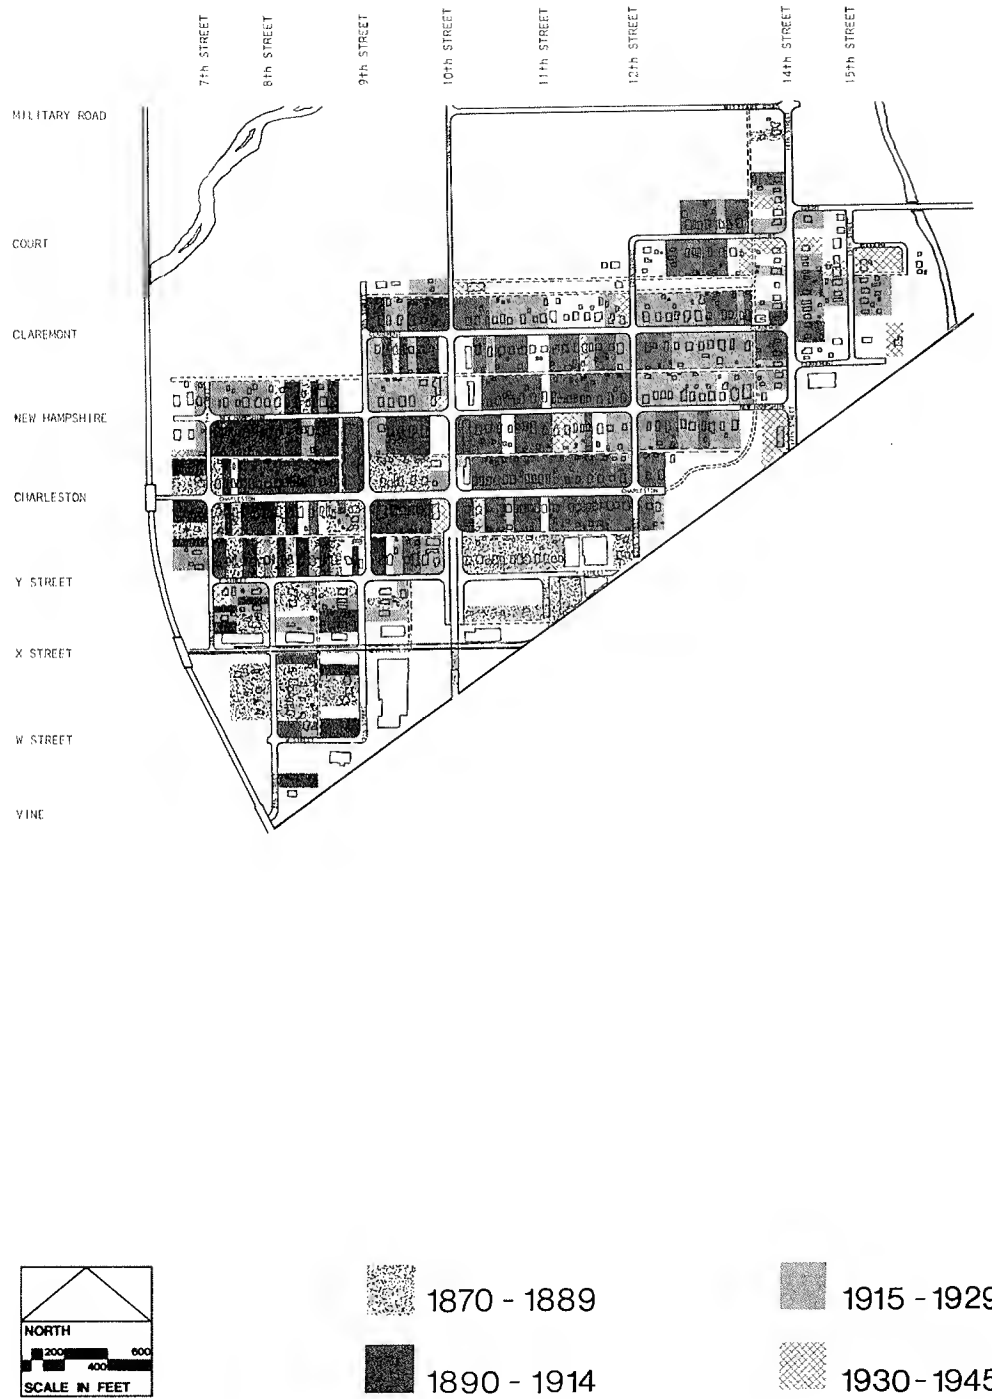 7th STREET
8th STREET
9th STREET
10th STREET
11th STREET
12th STREET
14th STREET
15th STREET
MILITARY ROAD
COURT
CLAREMONT
NEW HAMPSHIRE
CHARLESTON
CHARLESTON
CHARLESTON
Y STREET
X STREET
W STREET
VINE
NORTH
200 600
400
SCALE IN FEET
1870 - 1889
1890 - 1914
1915 - 1929
1930 - 1945